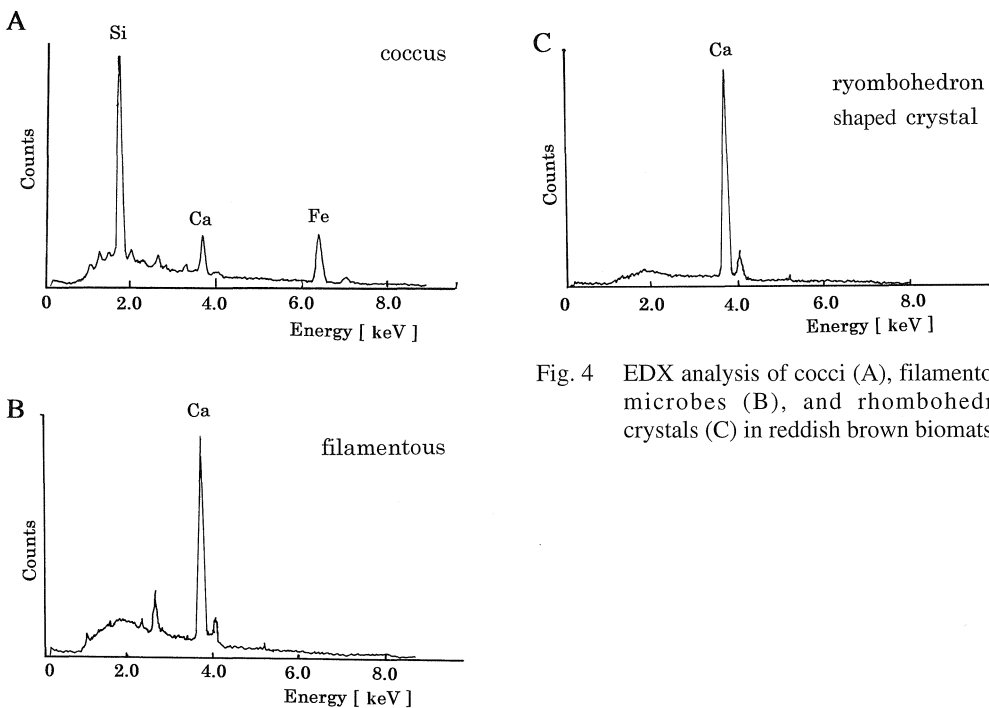 A
Si
coccus
Ca
Fe
Counts
0 2.0 4.0 6.0 8.0
Energy [ keV ]
B
Ca
filamentous
Counts
0 2.0 4.0 6.0 8.0
Energy [ keV ]
C
Ca
ryombohedron
shaped crystal
Counts
0 2.0 4.0 6.0 8.0
Energy [ keV ]
Fig. 4 EDX analysis of cocci (A), filamento
microbes (B), and rhombohedr
crystals (C) in reddish brown biomats